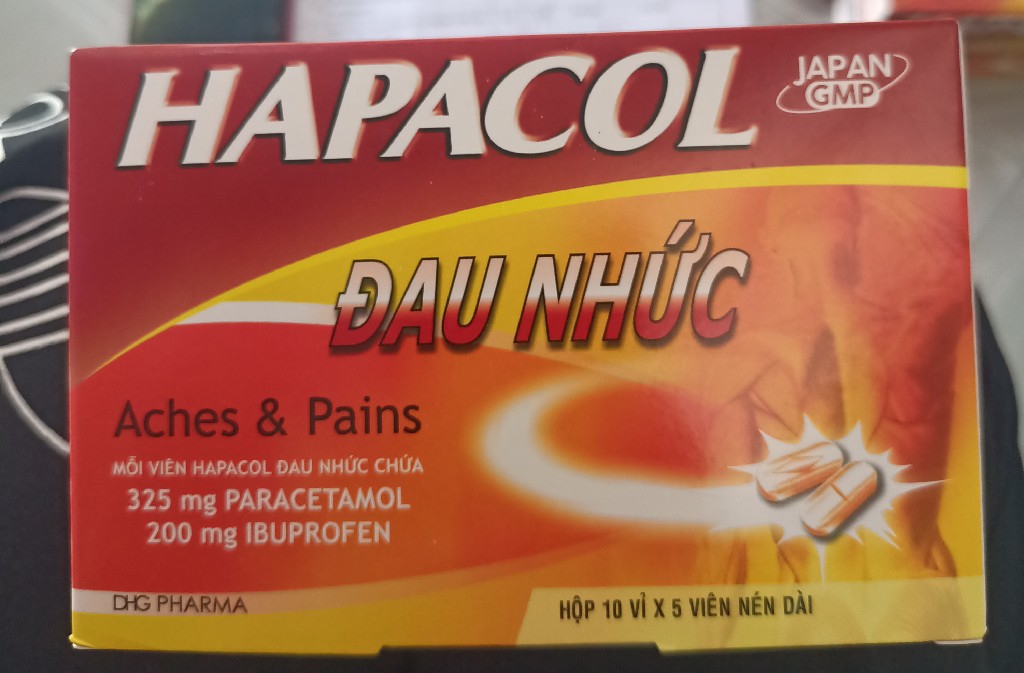 HAPACOL
JAPAN
GMP
ĐAU NHỨC
Aches & Pains
MỖI VIÊN HAPACOL ĐAU NHỨC CHỨA
325 mg PARACETAMOL
200 mg IBUPROFEN
DHG PHARMA
HỘP 10 VỈ X 5 VIÊN NÉN DÀI